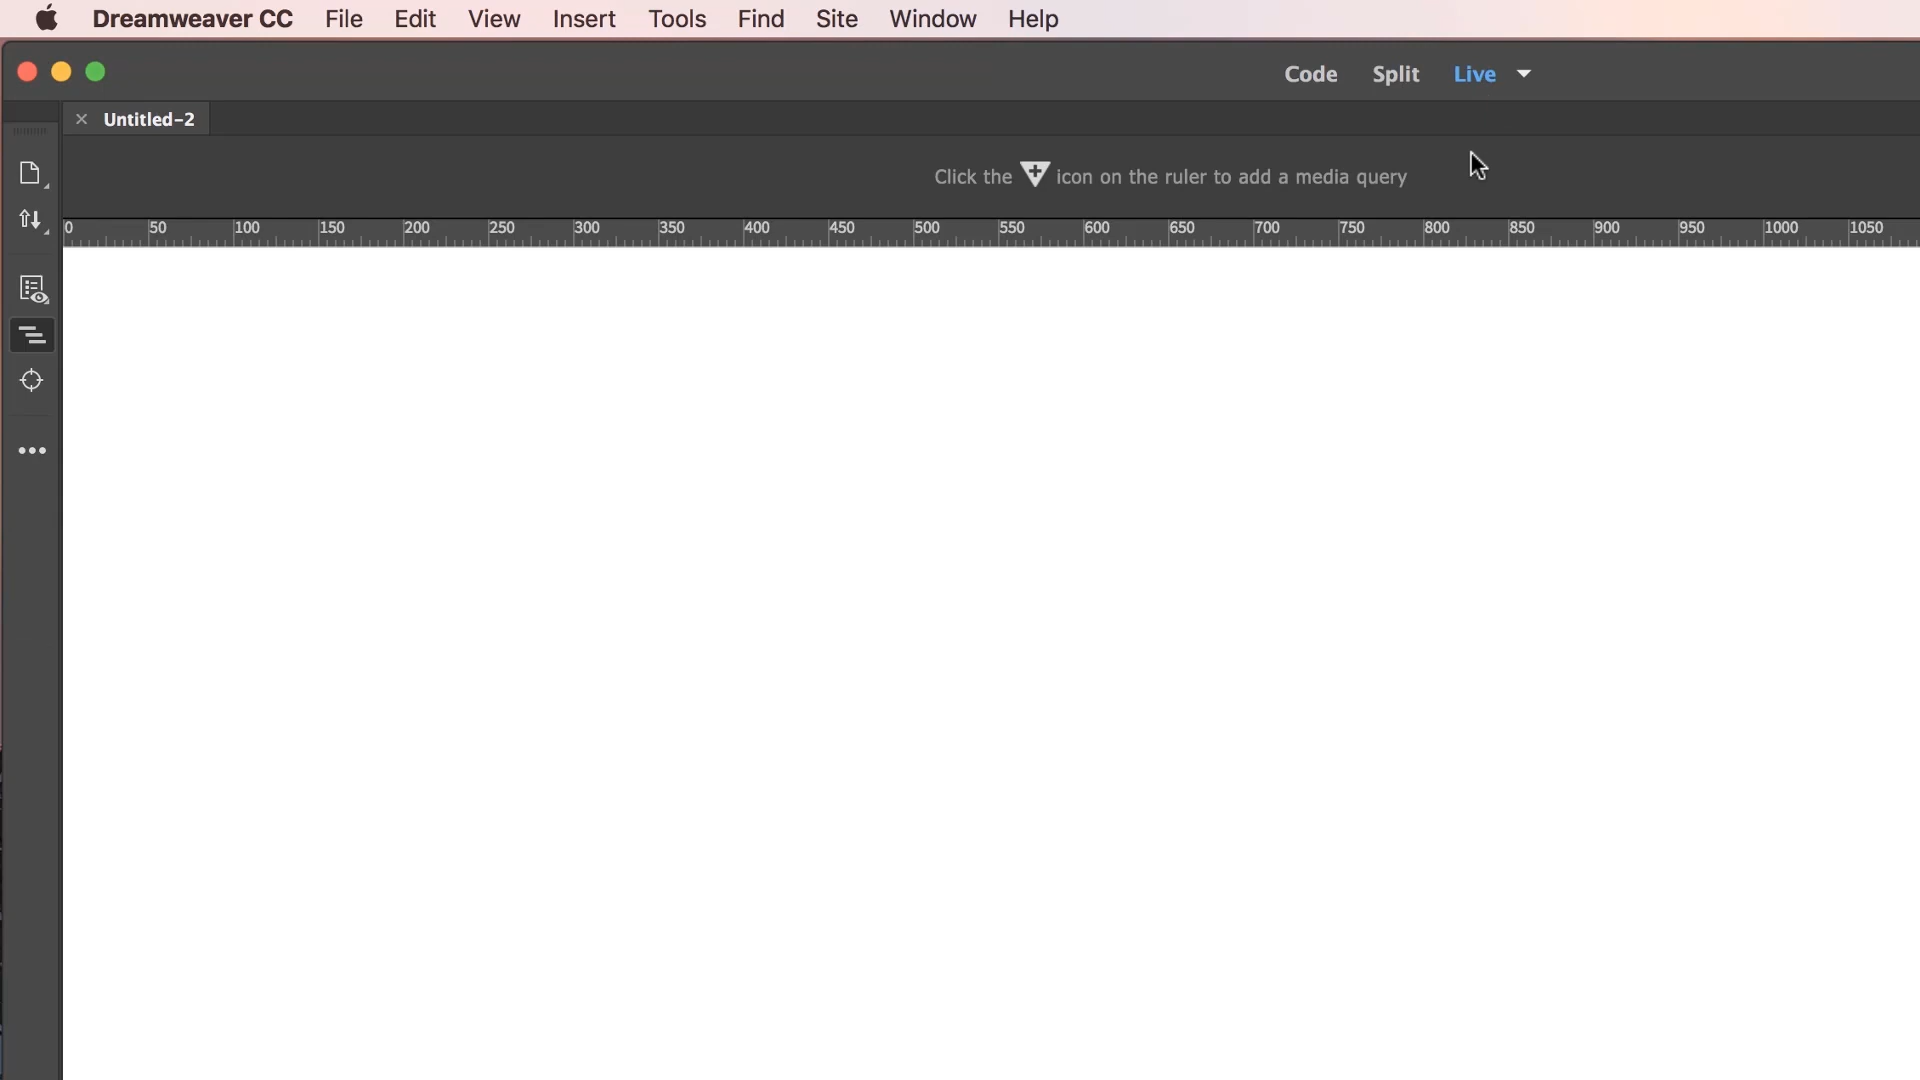 Dreamweaver CC File Edit View Insert Tools Find Site Window Help
Code Split Live
Untitled-2
Click the icon on the ruler to add a media query
0 50 100 150 200 250 300 350 400 450 500 550 600 650 700 750 800 850 900 950 1000 1050